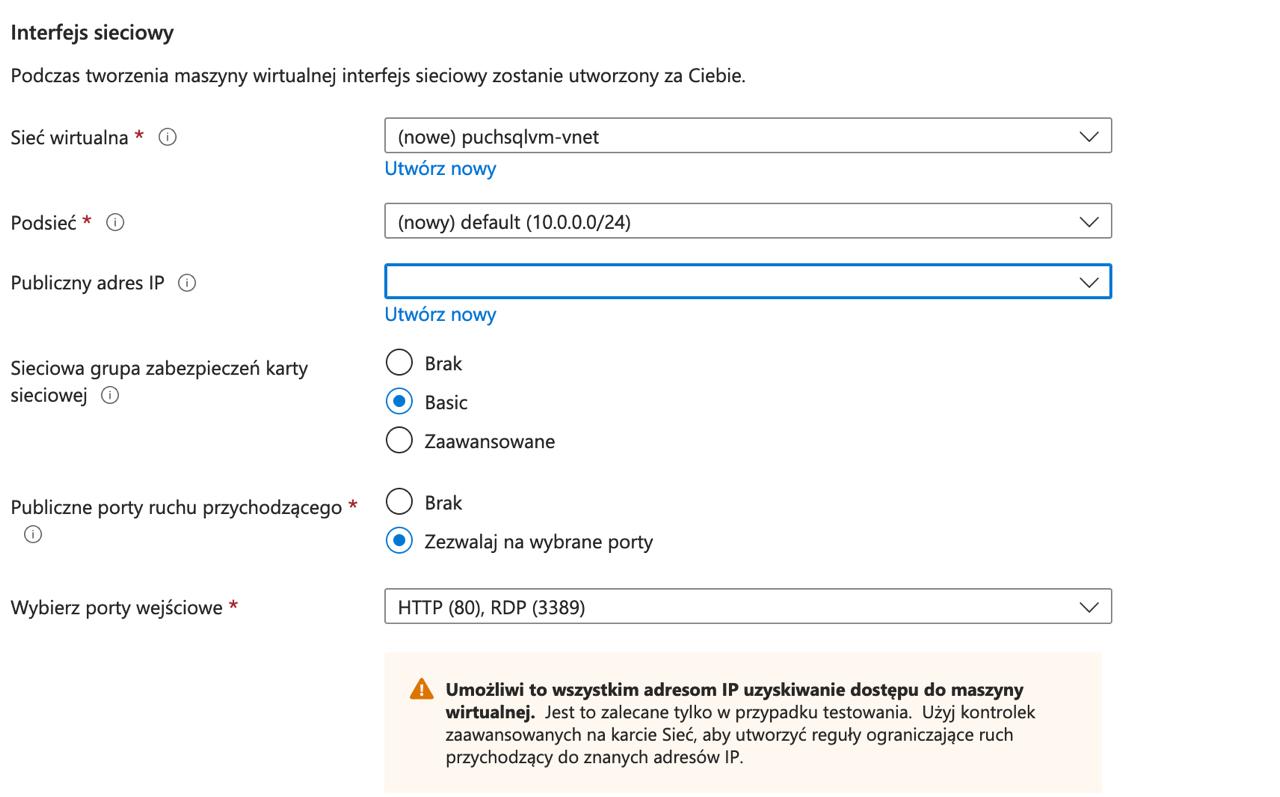 Interfejs sieciowy
Podczas tworzenia maszyny wirtualnej interfejs sieciowy zostanie utworzony za Ciebie.
Sieć wirtualna *
(nowe) puchsqlvm-vnet
Utwórz nowy
Podsieć *
(nowy) default (10.0.0.0/24)
Publiczny adres IP
Utwórz nowy
Sieciowa grupa zabezpieczeń karty
sieciowej
Brak
Basic
Zaawansowane
Publiczne porty ruchu przychodzącego *
Brak
Zezwalaj na wybrane porty
Wybierz porty wejściowe *
HTTP (80), RDP (3389)
Umożliwi to wszystkim adresom IP uzyskiwanie dostępu do maszyny
wirtualnej. Jest to zalecane tylko w przypadku testowania. Użyj kontrolek
zaawansowanych na karcie Sieć, aby utworzyć reguły ograniczające ruch
przychodzący do znanych adresów IP.